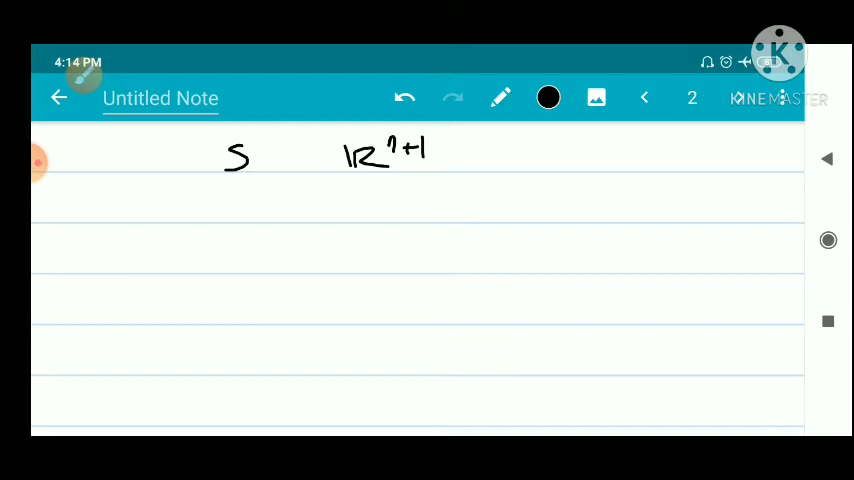 4:14 PM
K
Untitled Note
2
KINEMASTER
S ℝⁿ⁺¹